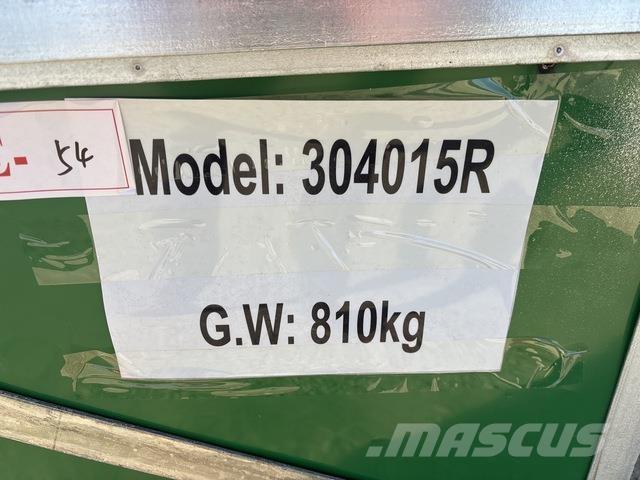 54
Model: 304015R
G.W: 810kg
MASCUS